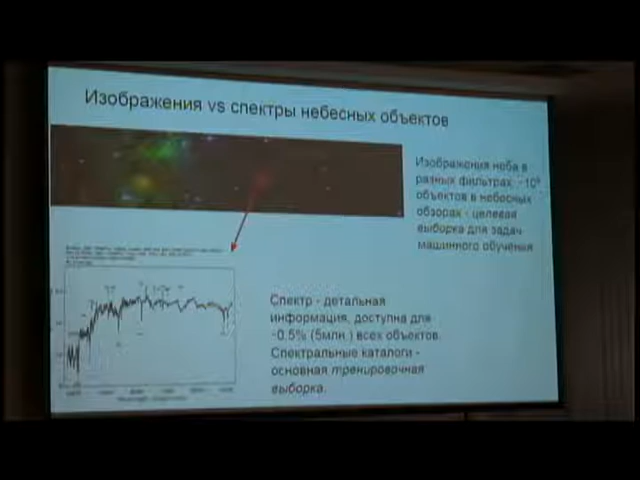 Изображения vs спектры небесных объектов
Изображения неба в
разных фильтрах. ~10⁹
объектов в небесных
обзорах - целевая
выборка для задач
машинного обучения
Спектр - детальная
информация, доступна для
~0.5% (5млн.) всех объектов.
Спектральные каталоги -
основная тренировочная
выборка.